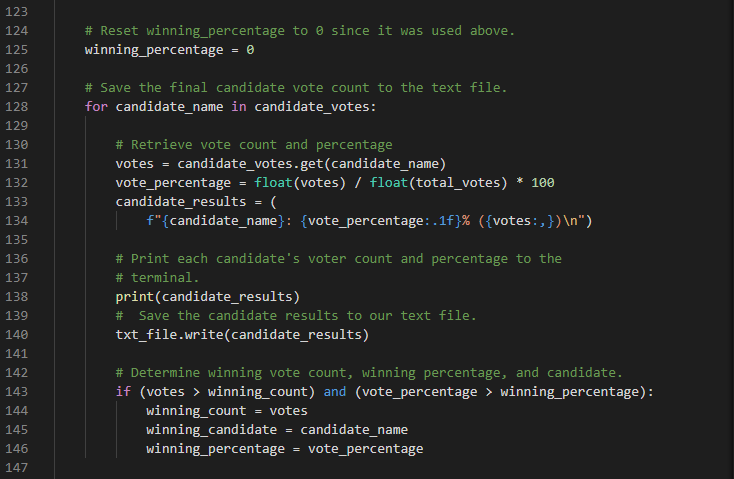 123
124 # Reset winning_percentage to 0 since it was used above.
125 winning_percentage = 0
126
127 # Save the final candidate vote count to the text file.
128 for candidate_name in candidate_votes:
129
130 # Retrieve vote count and percentage
131 votes = candidate_votes.get(candidate_name)
132 vote_percentage = float(votes) / float(total_votes) * 100
133 candidate_results = (
134 f"{candidate_name}: {vote_percentage:.1f}% ({votes:,})\n")
135
136 # Print each candidate's voter count and percentage to the
137 # terminal.
138 print(candidate_results)
139 #  Save the candidate results to our text file.
140 txt_file.write(candidate_results)
141
142 # Determine winning vote count, winning percentage, and candidate.
143 if (votes > winning_count) and (vote_percentage > winning_percentage):
144 winning_count = votes
145 winning_candidate = candidate_name
146 winning_percentage = vote_percentage
147